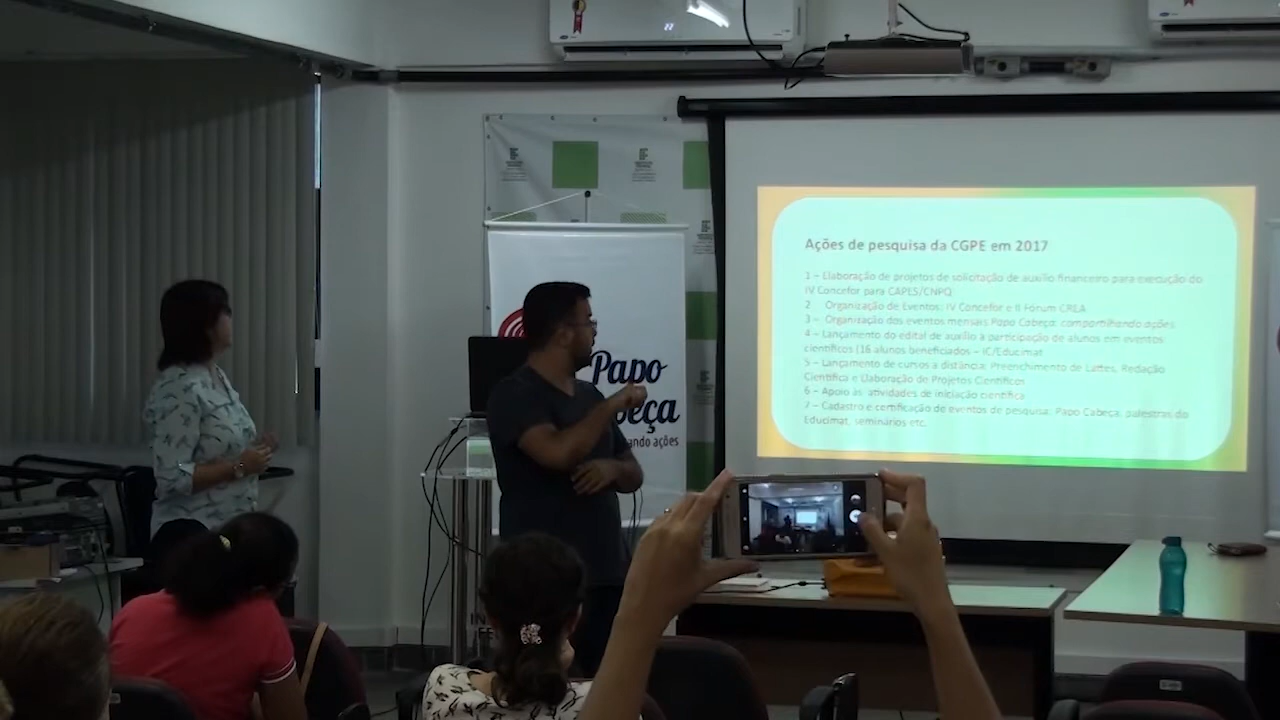 Ações de pesquisa da CGPE em 2017
1 – Elaboração de projetos de solicitação de auxílio financeiro para execução do
IV Concefor para CAPES/CNPQ
2 Organização de Eventos: IV Concefor e II Fórum CREA
3 – Organização dos eventos mensais Papo Cabeça: compartilhando ações
4 – Lançamento do edital de auxílio a participação de alunos em eventos
científicos (16 alunos beneficiados – IC/Educimat
5 – Lançamento de cursos a distância: Preenchimento de Lattes, Redação
Científica e Elaboração de Projetos Científicos
6 – Apoio às atividades de iniciação científica
7 – Cadastro e certificação de eventos de pesquisa: Papo Cabeça; palestras do
Educimat, seminários etc.
Papo
eça
ando ações